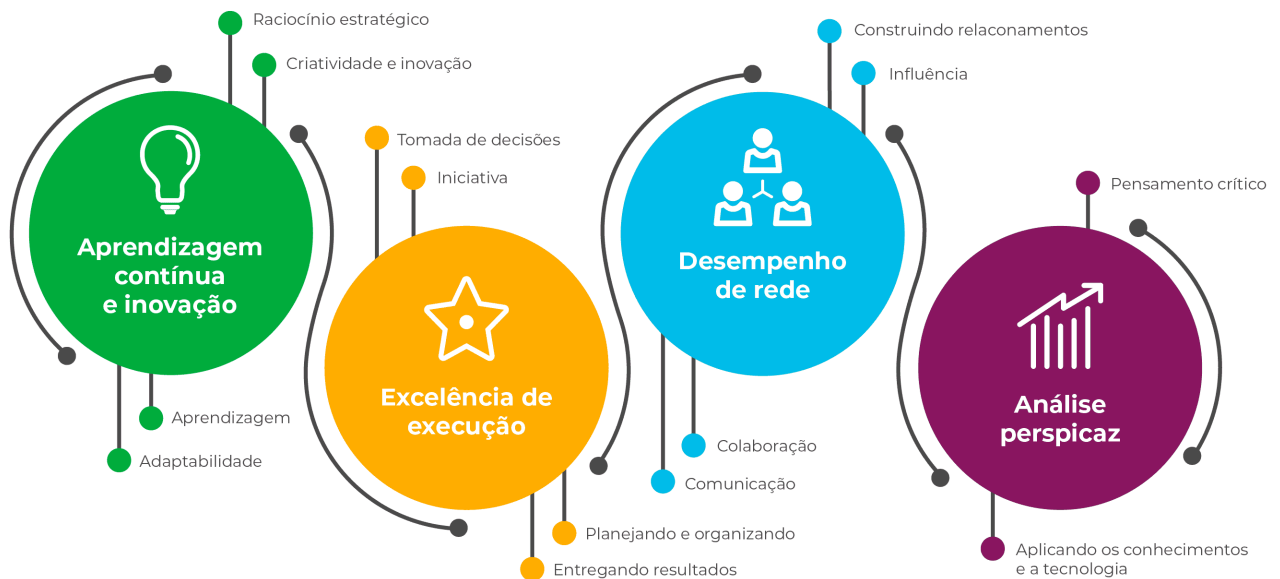 Raciocínio estratégico
Criatividade e inovação
Aprendizagem
contínua
e inovação
Aprendizagem
Adaptabilidade
Tomada de decisões
Iniciativa
Excelência de
execução
Planejando e organizando
Entregando resultados
Construindo relaconamentos
Influência
Desempenho
de rede
Colaboração
Comunicação
Pensamento crítico
Análise
perspicaz
Aplicando os conhecimentos
e a tecnologia